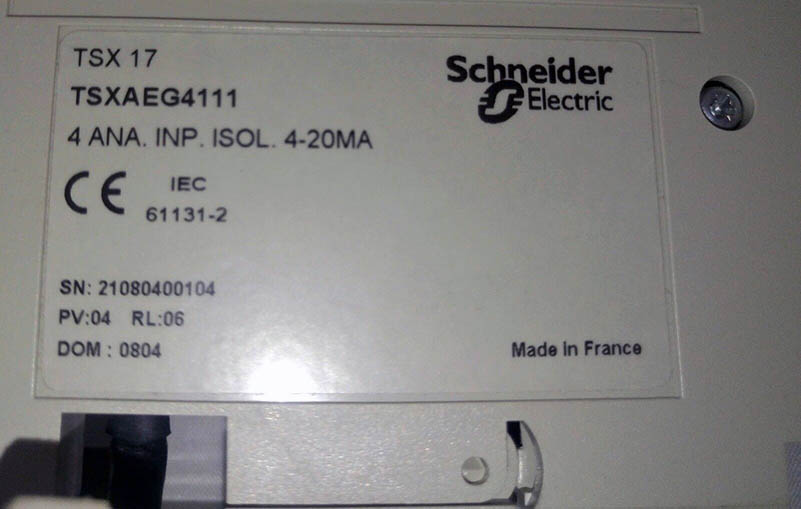 TSX 17
TSXAEG4111
4 ANA. INP. ISOL. 4-20MA
Schneider
Electric
CE
IEC
61131-2
SN: 21080400104
PV:04 RL:06
DOM : 0804
Made in France